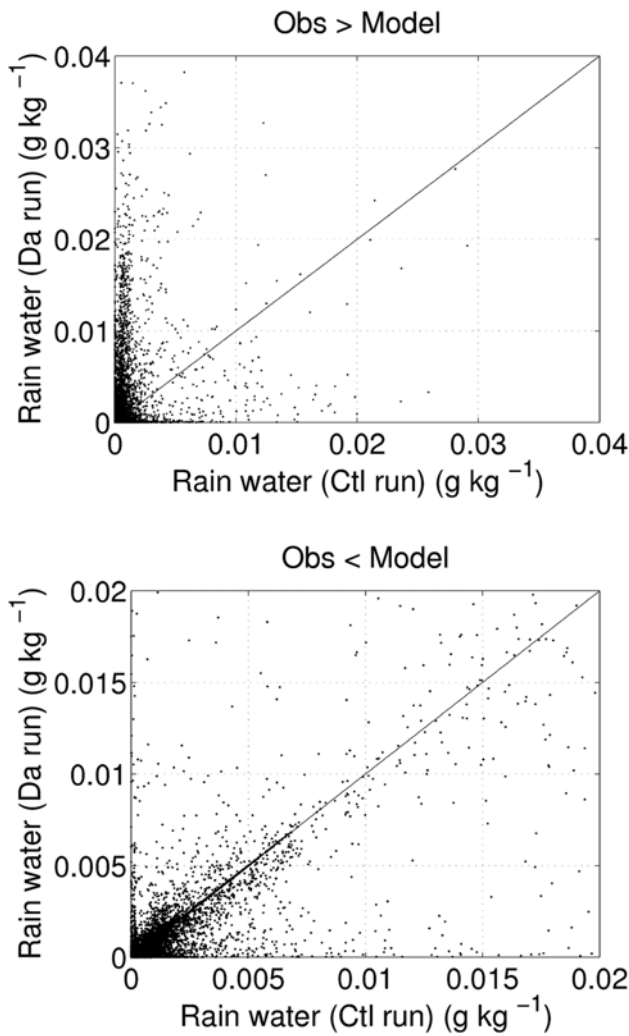 Obs > Model
0.04
0.03
0.02
0.01
0
Rain water (Da run) (g kg −1)
0 0.01 0.02 0.03 0.04
Rain water (Ctl run) (g kg −1)
Obs < Model
0.02
0.015
0.01
0.005
0
Rain water (Da run) (g kg −1)
0 0.005 0.01 0.015 0.02
Rain water (Ctl run) (g kg −1)